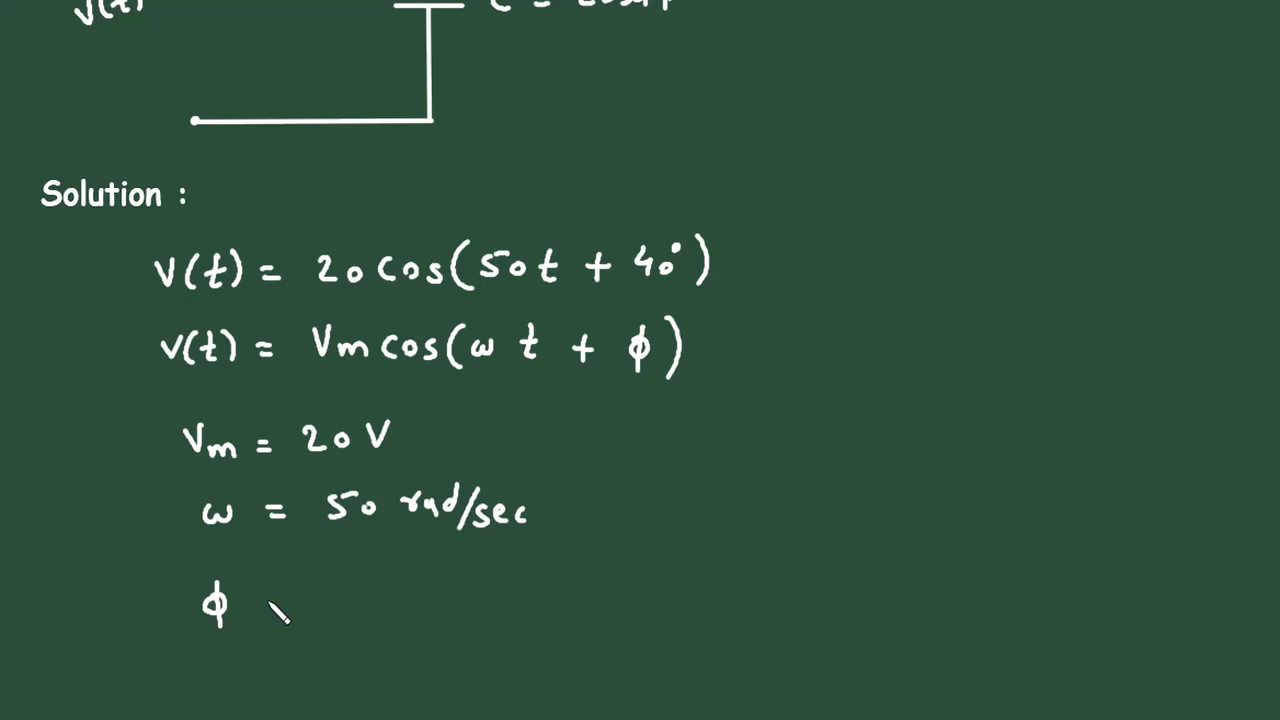 v(t)
Solution :
v(t) = 20 cos(50t + 40°)
v(t) = Vm cos(ω t + ϕ)
Vm = 20 V
ω = 50 rad/sec
ϕ